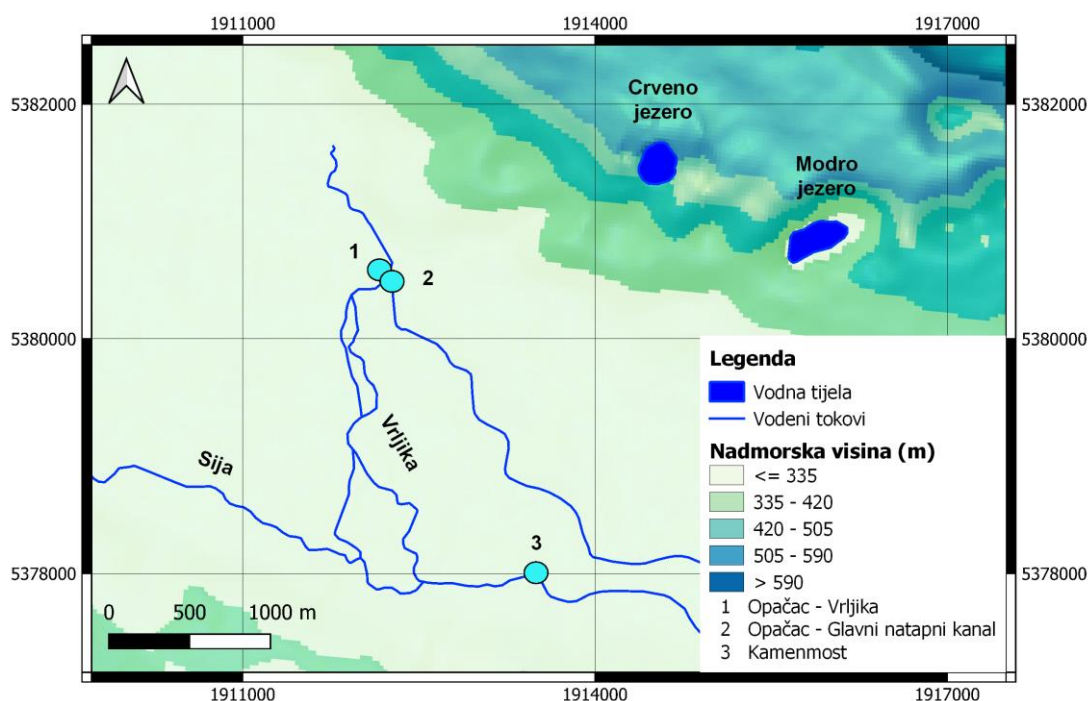 1911000 1914000 1917000
5382000 5382000
Crveno
jezero
Modro
jezero
1
2
5380000 5380000
Vrljika
Sija
3
5378000 5378000
0 500 1000 m
Legenda
Vodna tijela
Vodeni tokovi
Nadmorska visina (m)
<= 335
335 - 420
420 - 505
505 - 590
> 590
1 Opačac - Vrljika
2 Opačac - Glavni natapni kanal
3 Kamenmost
1911000 1914000 1917000